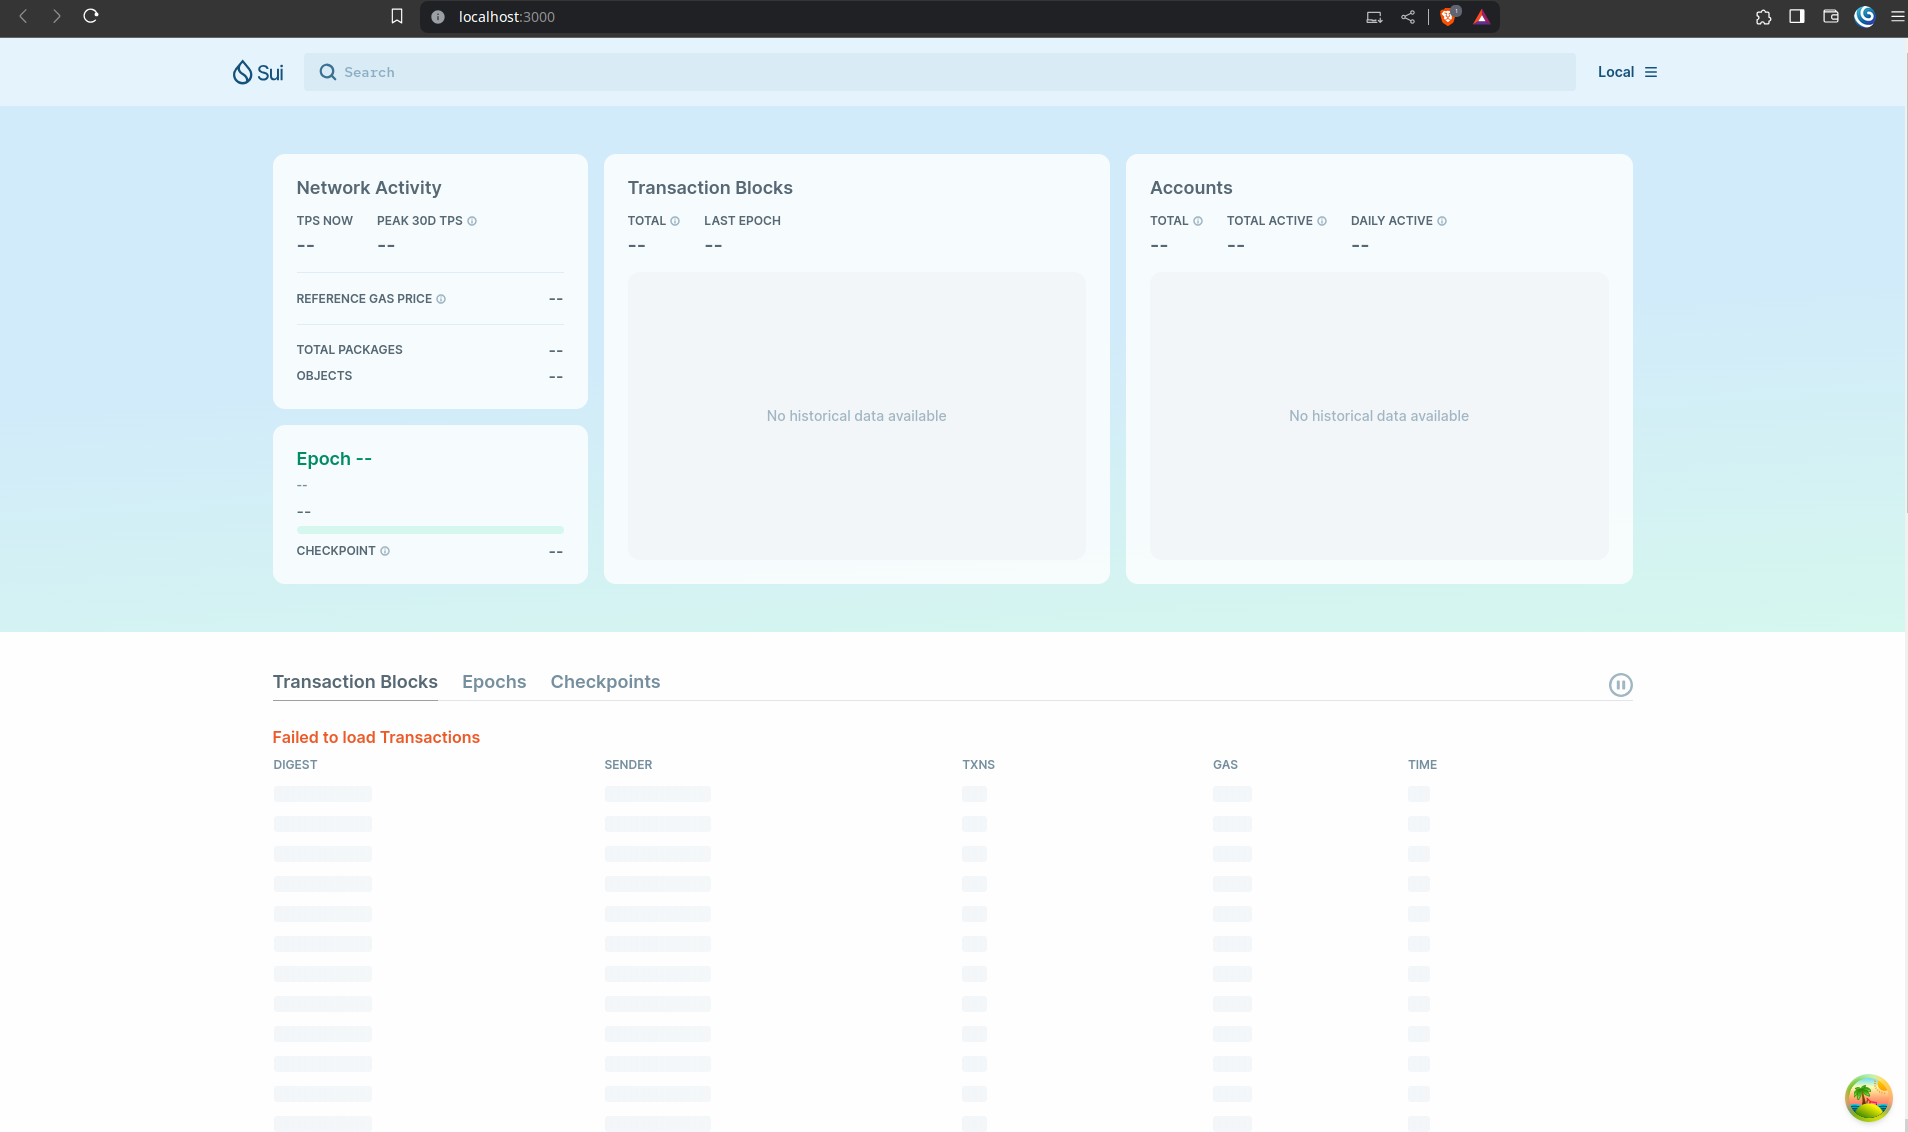 localhost:3000
Sui
Search
Local
Network Activity
TPS NOW PEAK 30D TPS
-- --
REFERENCE GAS PRICE --
TOTAL PACKAGES --
OBJECTS --
Epoch --
--
--
CHECKPOINT --
Transaction Blocks
TOTAL LAST EPOCH
-- --
No historical data available
Accounts
TOTAL TOTAL ACTIVE DAILY ACTIVE
-- -- --
No historical data available
Transaction Blocks Epochs Checkpoints
Failed to load Transactions
DIGEST SENDER TXNS GAS TIME